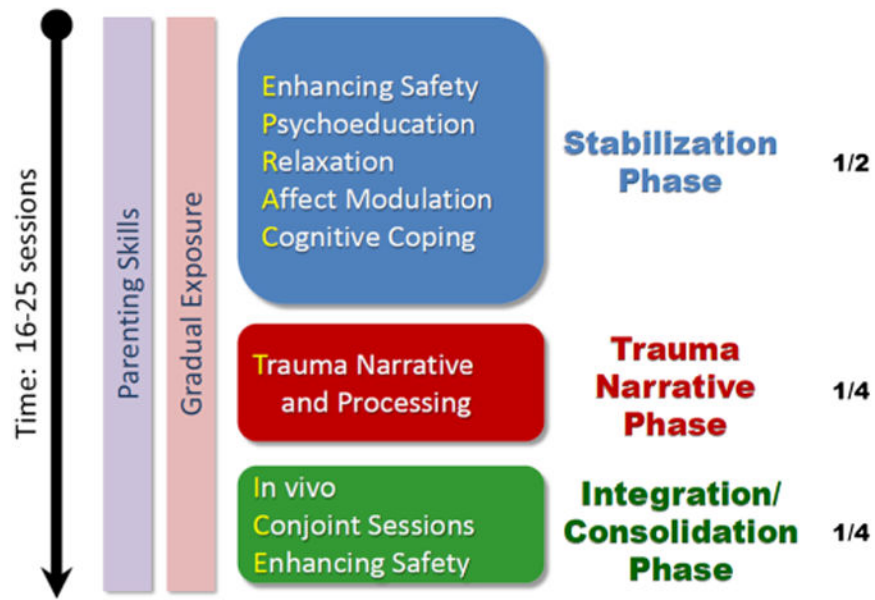 Time: 16-25 sessions
Parenting Skills
Gradual Exposure
Enhancing Safety
Psychoeducation
Relaxation
Affect Modulation
Cognitive Coping
Stabilization
Phase
1/2
Trauma Narrative
and Processing
Trauma
Narrative
Phase
1/4
In vivo
Conjoint Sessions
Enhancing Safety
Integration/
Consolidation
Phase
1/4